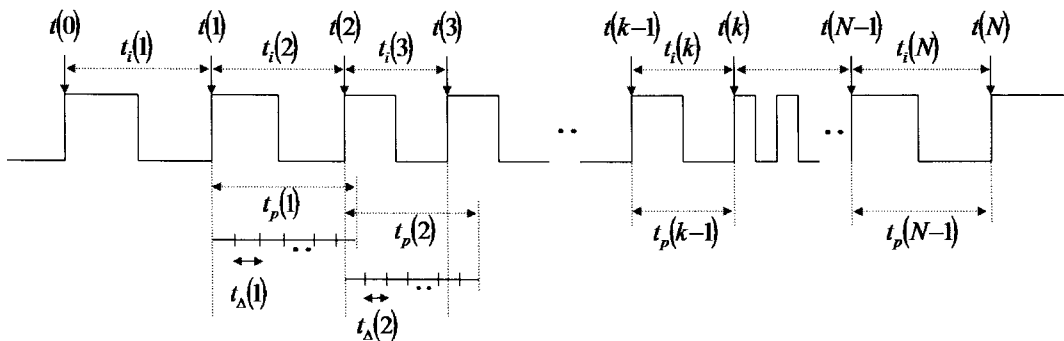 t(0) t(1) t(2) t(3) t(k−1) t(k) t(N−1) t(N)
t_i(1) t_i(2) t_i(3) t_i(k) t_i(N)
t_p(1) t_p(2) t_p(k−1) t_p(N−1)
t_Δ(1) t_Δ(2)